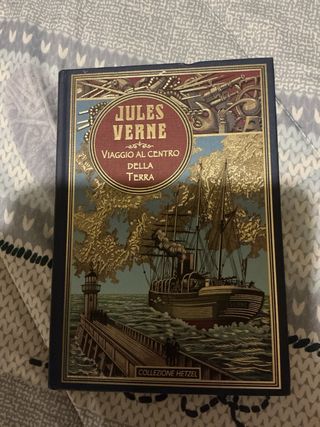 JULES
VERNE
VIAGGIO AL CENTRO
DELLA
TERRA
COLLEZIONE HETZEL